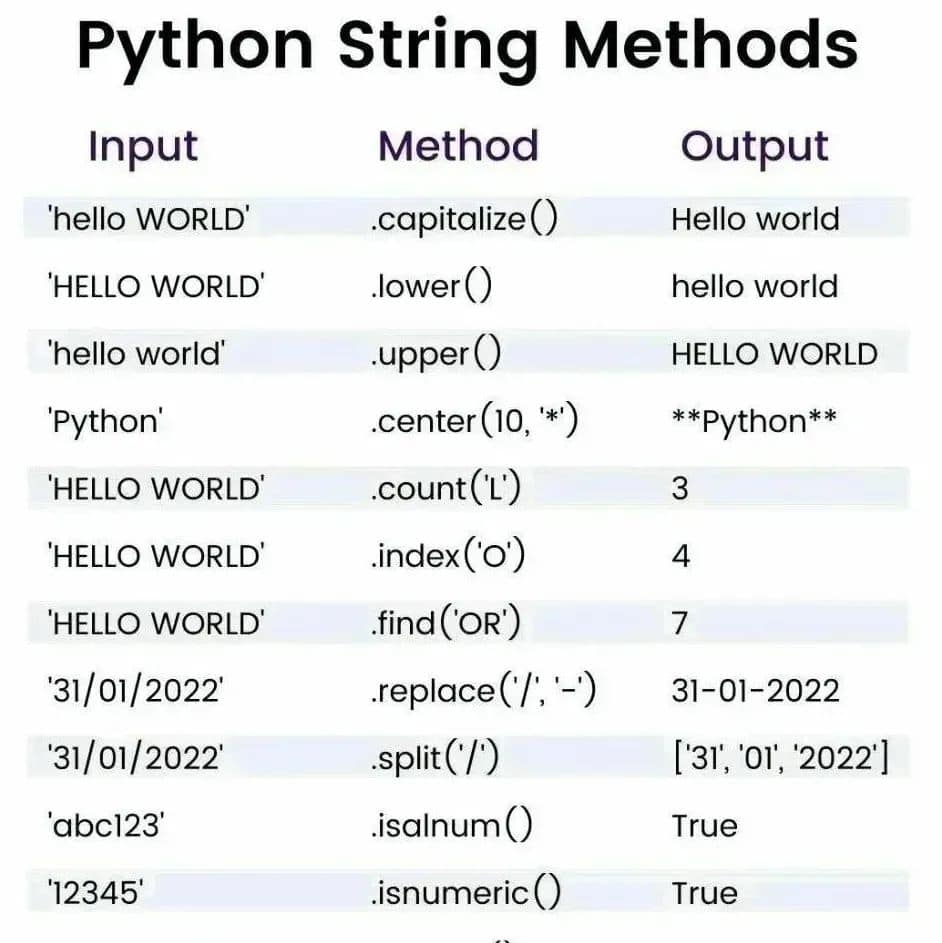 Python String Methods
Input Method Output
'hello WORLD' .capitalize() Hello world
'HELLO WORLD' .lower() hello world
'hello world' .upper() HELLO WORLD
'Python' .center(10, '*') **Python**
'HELLO WORLD' .count('L') 3
'HELLO WORLD' .index('O') 4
'HELLO WORLD' .find('OR') 7
'31/01/2022' .replace('/', '-') 31-01-2022
'31/01/2022' .split('/') ['31', '01', '2022']
'abc123' .isalnum() True
'12345' .isnumeric() True